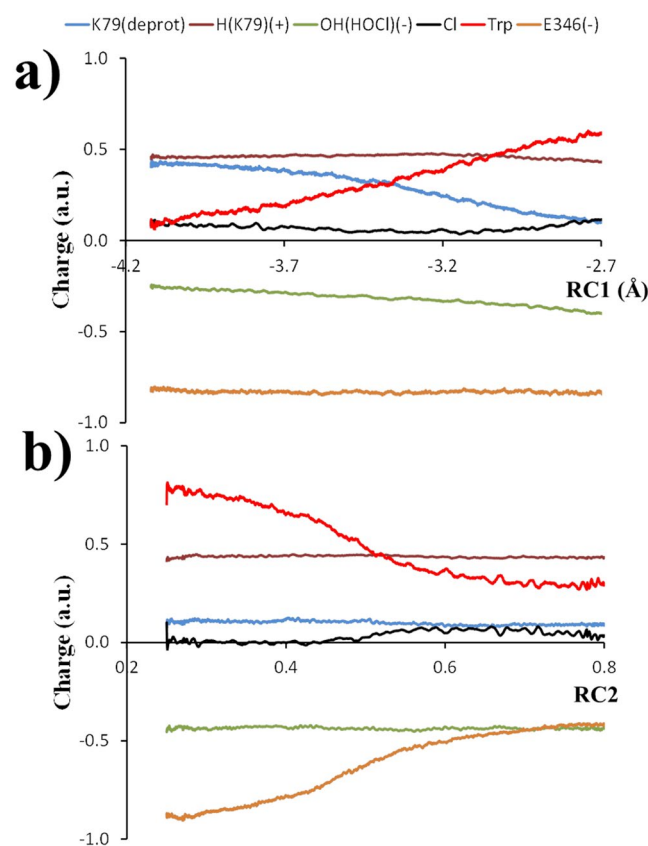 K79(deprot) H(K79)(+) OH(HOCl)(-) Cl Trp E346(-)
a)
1.0
0.5
0.0
-0.5
-1.0
Charge (a.u.)
-4.2 -3.7 -3.2 -2.7
RC1 (Å)
b)
1.0
0.5
0.0
-0.5
-1.0
Charge (a.u.)
0.2 0.4 0.6 0.8
RC2